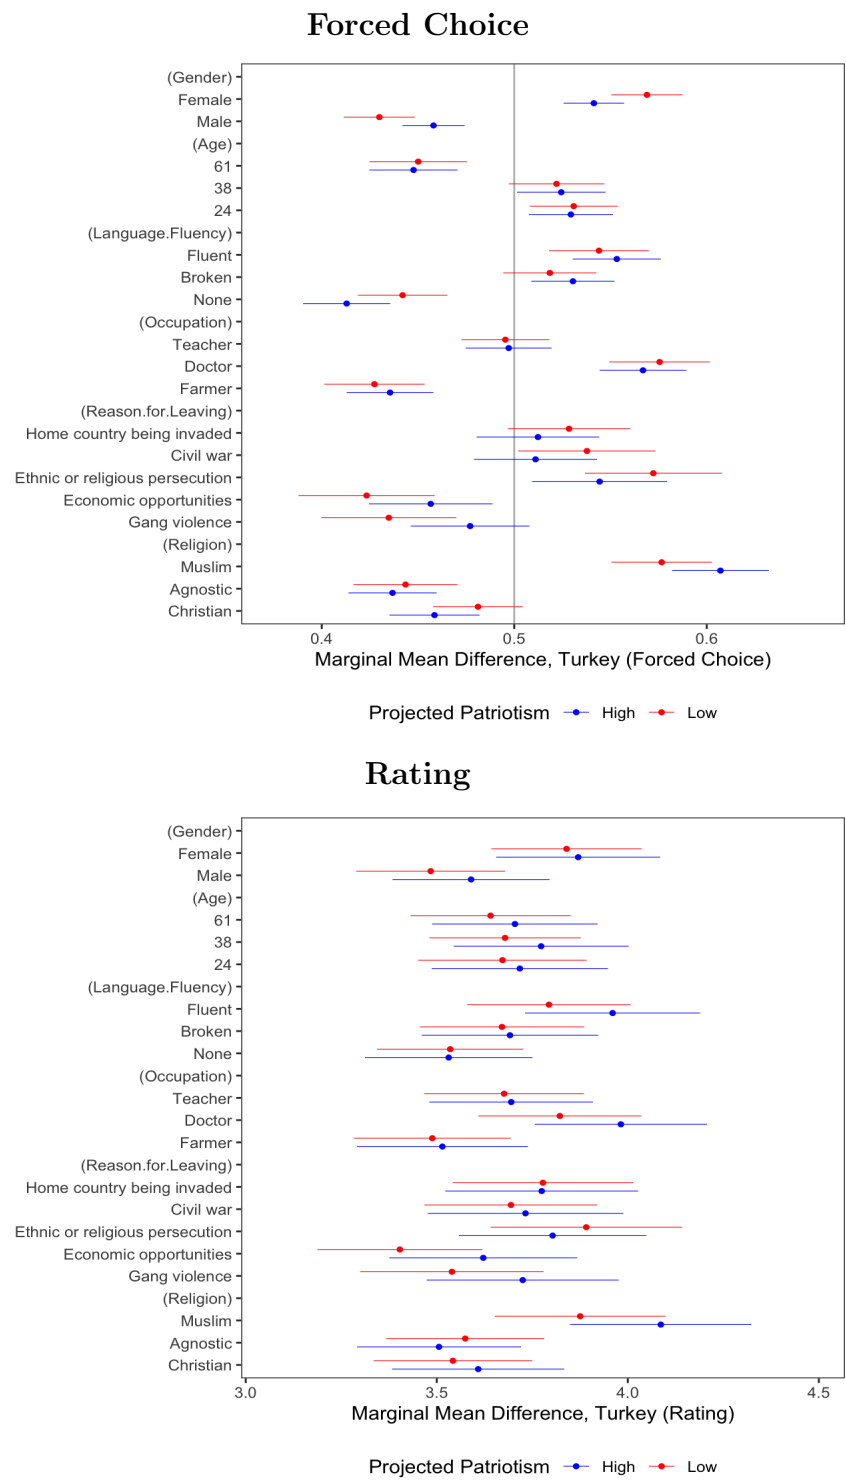 Forced Choice
(Gender)
Female
Male
(Age)
61
38
24
(Language.Fluency)
Fluent
Broken
None
(Occupation)
Teacher
Doctor
Farmer
(Reason.for.Leaving)
Home country being invaded
Civil war
Ethnic or religious persecution
Economic opportunities
Gang violence
(Religion)
Muslim
Agnostic
Christian
0.4 0.5 0.6
Marginal Mean Difference, Turkey (Forced Choice)
Projected Patriotism High Low
Rating
(Gender)
Female
Male
(Age)
61
38
24
(Language.Fluency)
Fluent
Broken
None
(Occupation)
Teacher
Doctor
Farmer
(Reason.for.Leaving)
Home country being invaded
Civil war
Ethnic or religious persecution
Economic opportunities
Gang violence
(Religion)
Muslim
Agnostic
Christian
3.0 3.5 4.0 4.5
Marginal Mean Difference, Turkey (Rating)
Projected Patriotism High Low